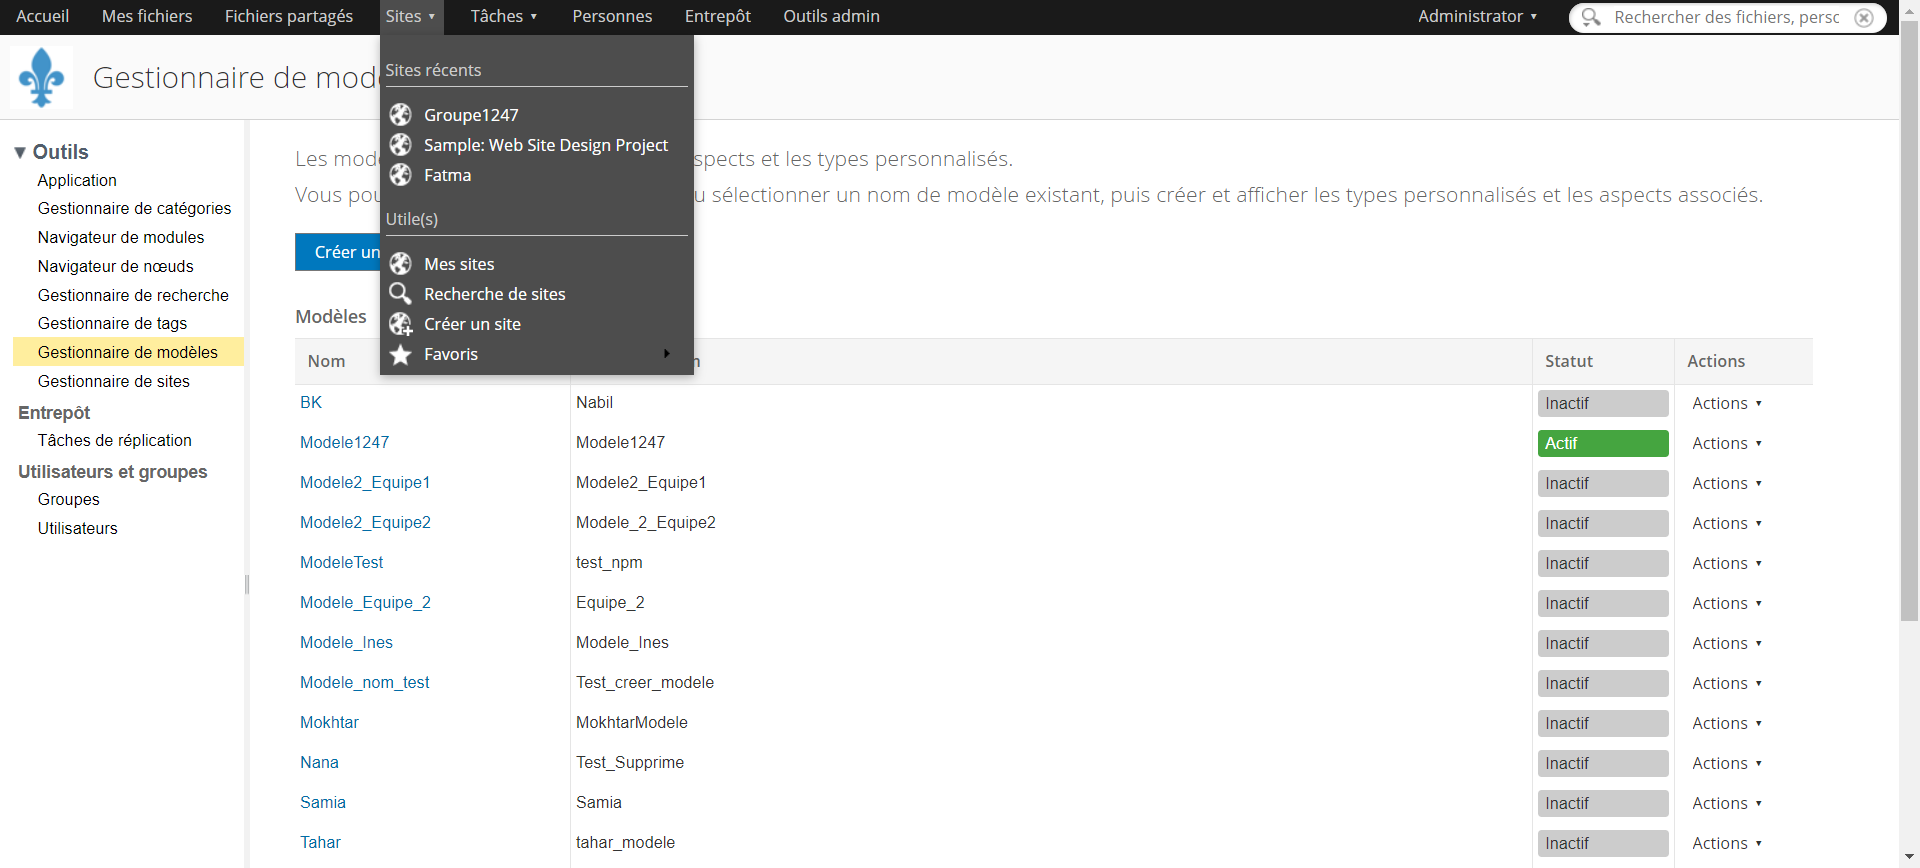 Accueil Mes fichiers Fichiers partagés Sites ▾ Tâches ▾ Personnes Entrepôt Outils admin Administrator ▾ Rechercher des fichiers, persc
Gestionnaire de mod
Sites récents
Groupe1247
Sample: Web Site Design Project
Fatma
Utile(s)
Mes sites
Recherche de sites
Créer un site
Favoris
▼ Outils
Application
Gestionnaire de catégories
Navigateur de modules
Navigateur de nœuds
Gestionnaire de recherche
Gestionnaire de tags
Gestionnaire de modèles
Gestionnaire de sites
Entrepôt
Tâches de réplication
Utilisateurs et groupes
Groupes
Utilisateurs
Les mod spects et les types personnalisés.
Vous pou u sélectionner un nom de modèle existant, puis créer et afficher les types personnalisés et les aspects associés.
Créer un
Modèles
Nom Statut Actions
BK Nabil Inactif Actions ▾
Modele1247 Modele1247 Actif Actions ▾
Modele2_Equipe1 Modele2_Equipe1 Inactif Actions ▾
Modele2_Equipe2 Modele_2_Equipe2 Inactif Actions ▾
ModeleTest test_npm Inactif Actions ▾
Modele_Equipe_2 Equipe_2 Inactif Actions ▾
Modele_Ines Modele_Ines Inactif Actions ▾
Modele_nom_test Test_creer_modele Inactif Actions ▾
Mokhtar MokhtarModele Inactif Actions ▾
Nana Test_Supprime Inactif Actions ▾
Samia Samia Inactif Actions ▾
Tahar tahar_modele Inactif Actions ▾